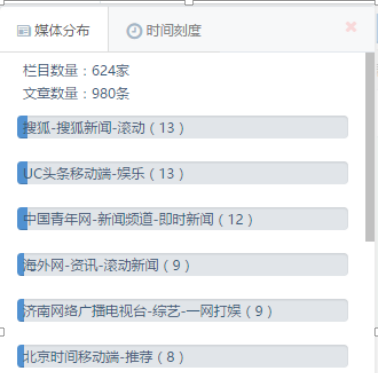 媒体分布 时间刻度
栏目数量：624家
文章数量：980条
搜狐-搜狐新闻-滚动（13）
UC头条移动端-娱乐（13）
中国青年网-新闻频道-即时新闻（12）
海外网-资讯-滚动新闻（9）
济南网络广播电视台-综艺-一网打娱（9）
北京时间移动端-推荐（8）